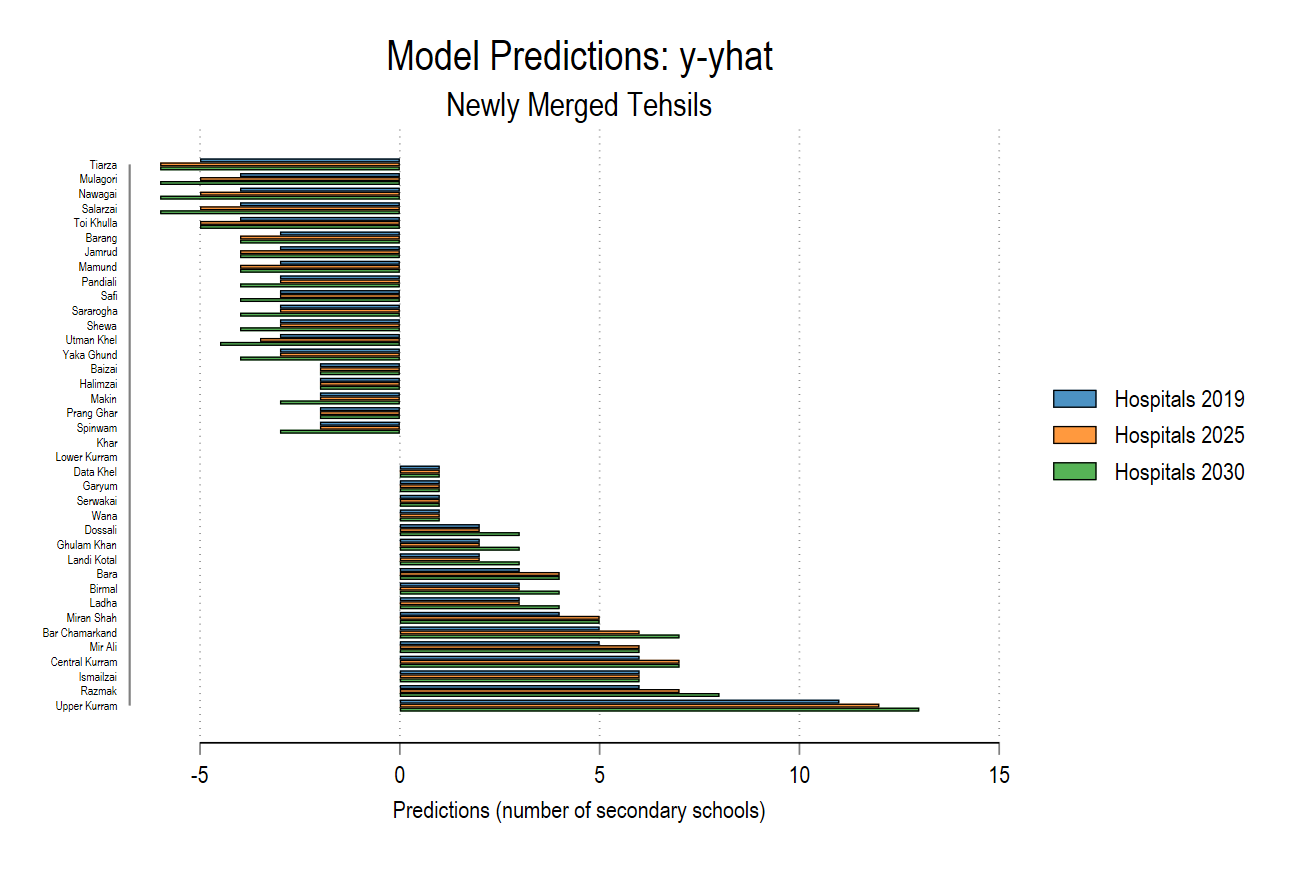 Model Predictions: y-yhat
Newly Merged Tehsils
Tiarza
Mulagori
Nawagai
Salarzai
Toi Khulla
Barang
Jamrud
Mamund
Pandiali
Safi
Sararogha
Shewa
Utman Khel
Yaka Ghund
Baizai
Halimzai
Makin
Prang Ghar
Spinwam
Khar
Lower Kurram
Data Khel
Garyum
Serwakai
Wana
Dossali
Ghulam Khan
Landi Kotal
Bara
Birmal
Ladha
Miran Shah
Bar Chamarkand
Mir Ali
Central Kurram
Ismailzai
Razmak
Upper Kurram
-5 0 5 10 15
Predictions (number of secondary schools)
Hospitals 2019
Hospitals 2025
Hospitals 2030